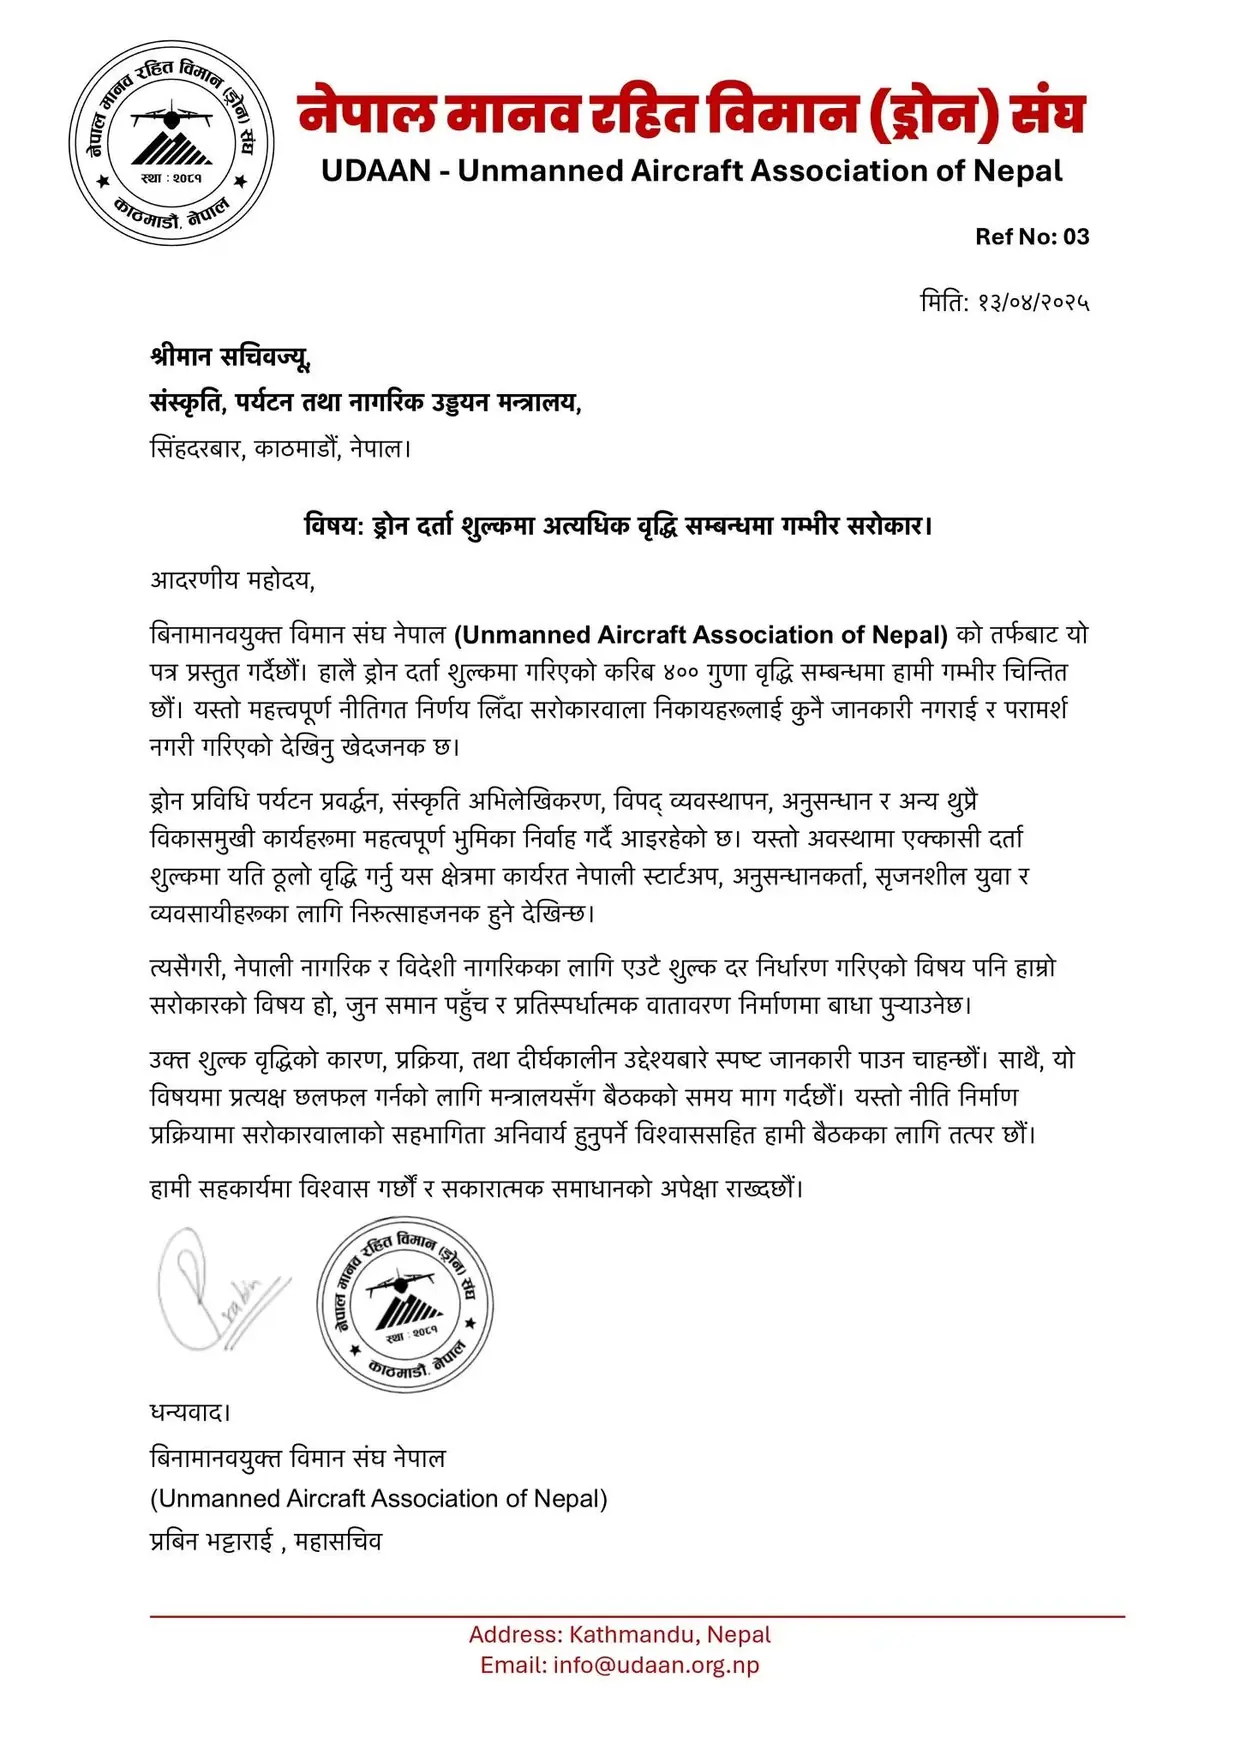 नेपाल मानव रहित विमान (ड्रोन) संघ
स्था : २०८१
काठमाडौं, नेपाल
नेपाल मानव रहित विमान (ड्रोन) संघ
UDAAN - Unmanned Aircraft Association of Nepal
Ref No: 03
मिति: १३/०४/२०२५
श्रीमान सचिवज्यू,
संस्कृति, पर्यटन तथा नागरिक उड्डयन मन्त्रालय,
सिंहदरबार, काठमाडौं, नेपाल।
विषय: ड्रोन दर्ता शुल्कमा अत्यधिक वृद्धि सम्बन्धमा गम्भीर सरोकार।
आदरणीय महोदय,
बिनामानवयुक्त विमान संघ नेपाल (Unmanned Aircraft Association of Nepal) को तर्फबाट यो
पत्र प्रस्तुत गर्दैछौं। हालै ड्रोन दर्ता शुल्कमा गरिएको करिब ४०० गुणा वृद्धि सम्बन्धमा हामी गम्भीर चिन्तित
छौं। यस्तो महत्त्वपूर्ण नीतिगत निर्णय लिँदा सरोकारवाला निकायहरूलाई कुनै जानकारी नगराई र परामर्श
नगरी गरिएको देखिनु खेदजनक छ।
ड्रोन प्रविधि पर्यटन प्रवर्द्धन, संस्कृति अभिलेखिकरण, विपद् व्यवस्थापन, अनुसन्धान र अन्य थुप्रै
विकासमुखी कार्यहरूमा महत्वपूर्ण भुमिका निर्वाह गर्दै आइरहेको छ। यस्तो अवस्थामा एक्कासी दर्ता
शुल्कमा यति ठूलो वृद्धि गर्नु यस क्षेत्रमा कार्यरत नेपाली स्टार्टअप, अनुसन्धानकर्ता, सृजनशील युवा र
व्यवसायीहरूका लागि निरुत्साहजनक हुने देखिन्छ।
त्यसैगरी, नेपाली नागरिक र विदेशी नागरिकका लागि एउटै शुल्क दर निर्धारण गरिएको विषय पनि हाम्रो
सरोकारको विषय हो, जुन समान पहुँच र प्रतिस्पर्धात्मक वातावरण निर्माणमा बाधा पुऱ्याउनेछ।
उक्त शुल्क वृद्धिको कारण, प्रक्रिया, तथा दीर्घकालीन उद्देश्यबारे स्पष्ट जानकारी पाउन चाहन्छौं। साथै, यो
विषयमा प्रत्यक्ष छलफल गर्नको लागि मन्त्रालयसँग बैठकको समय माग गर्दछौं। यस्तो नीति निर्माण
प्रक्रियामा सरोकारवालाको सहभागिता अनिवार्य हुनुपर्ने विश्वाससहित हामी बैठकका लागि तत्पर छौं।
हामी सहकार्यमा विश्वास गर्छौं र सकारात्मक समाधानको अपेक्षा राख्दछौं।
Prabin
नेपाल मानव रहित विमान (ड्रोन) संघ
स्था : २०८१
काठमाडौं, नेपाल
धन्यवाद।
बिनामानवयुक्त विमान संघ नेपाल
(Unmanned Aircraft Association of Nepal)
प्रबिन भट्टाराई , महासचिव
Address: Kathmandu, Nepal
Email: info@udaan.org.np